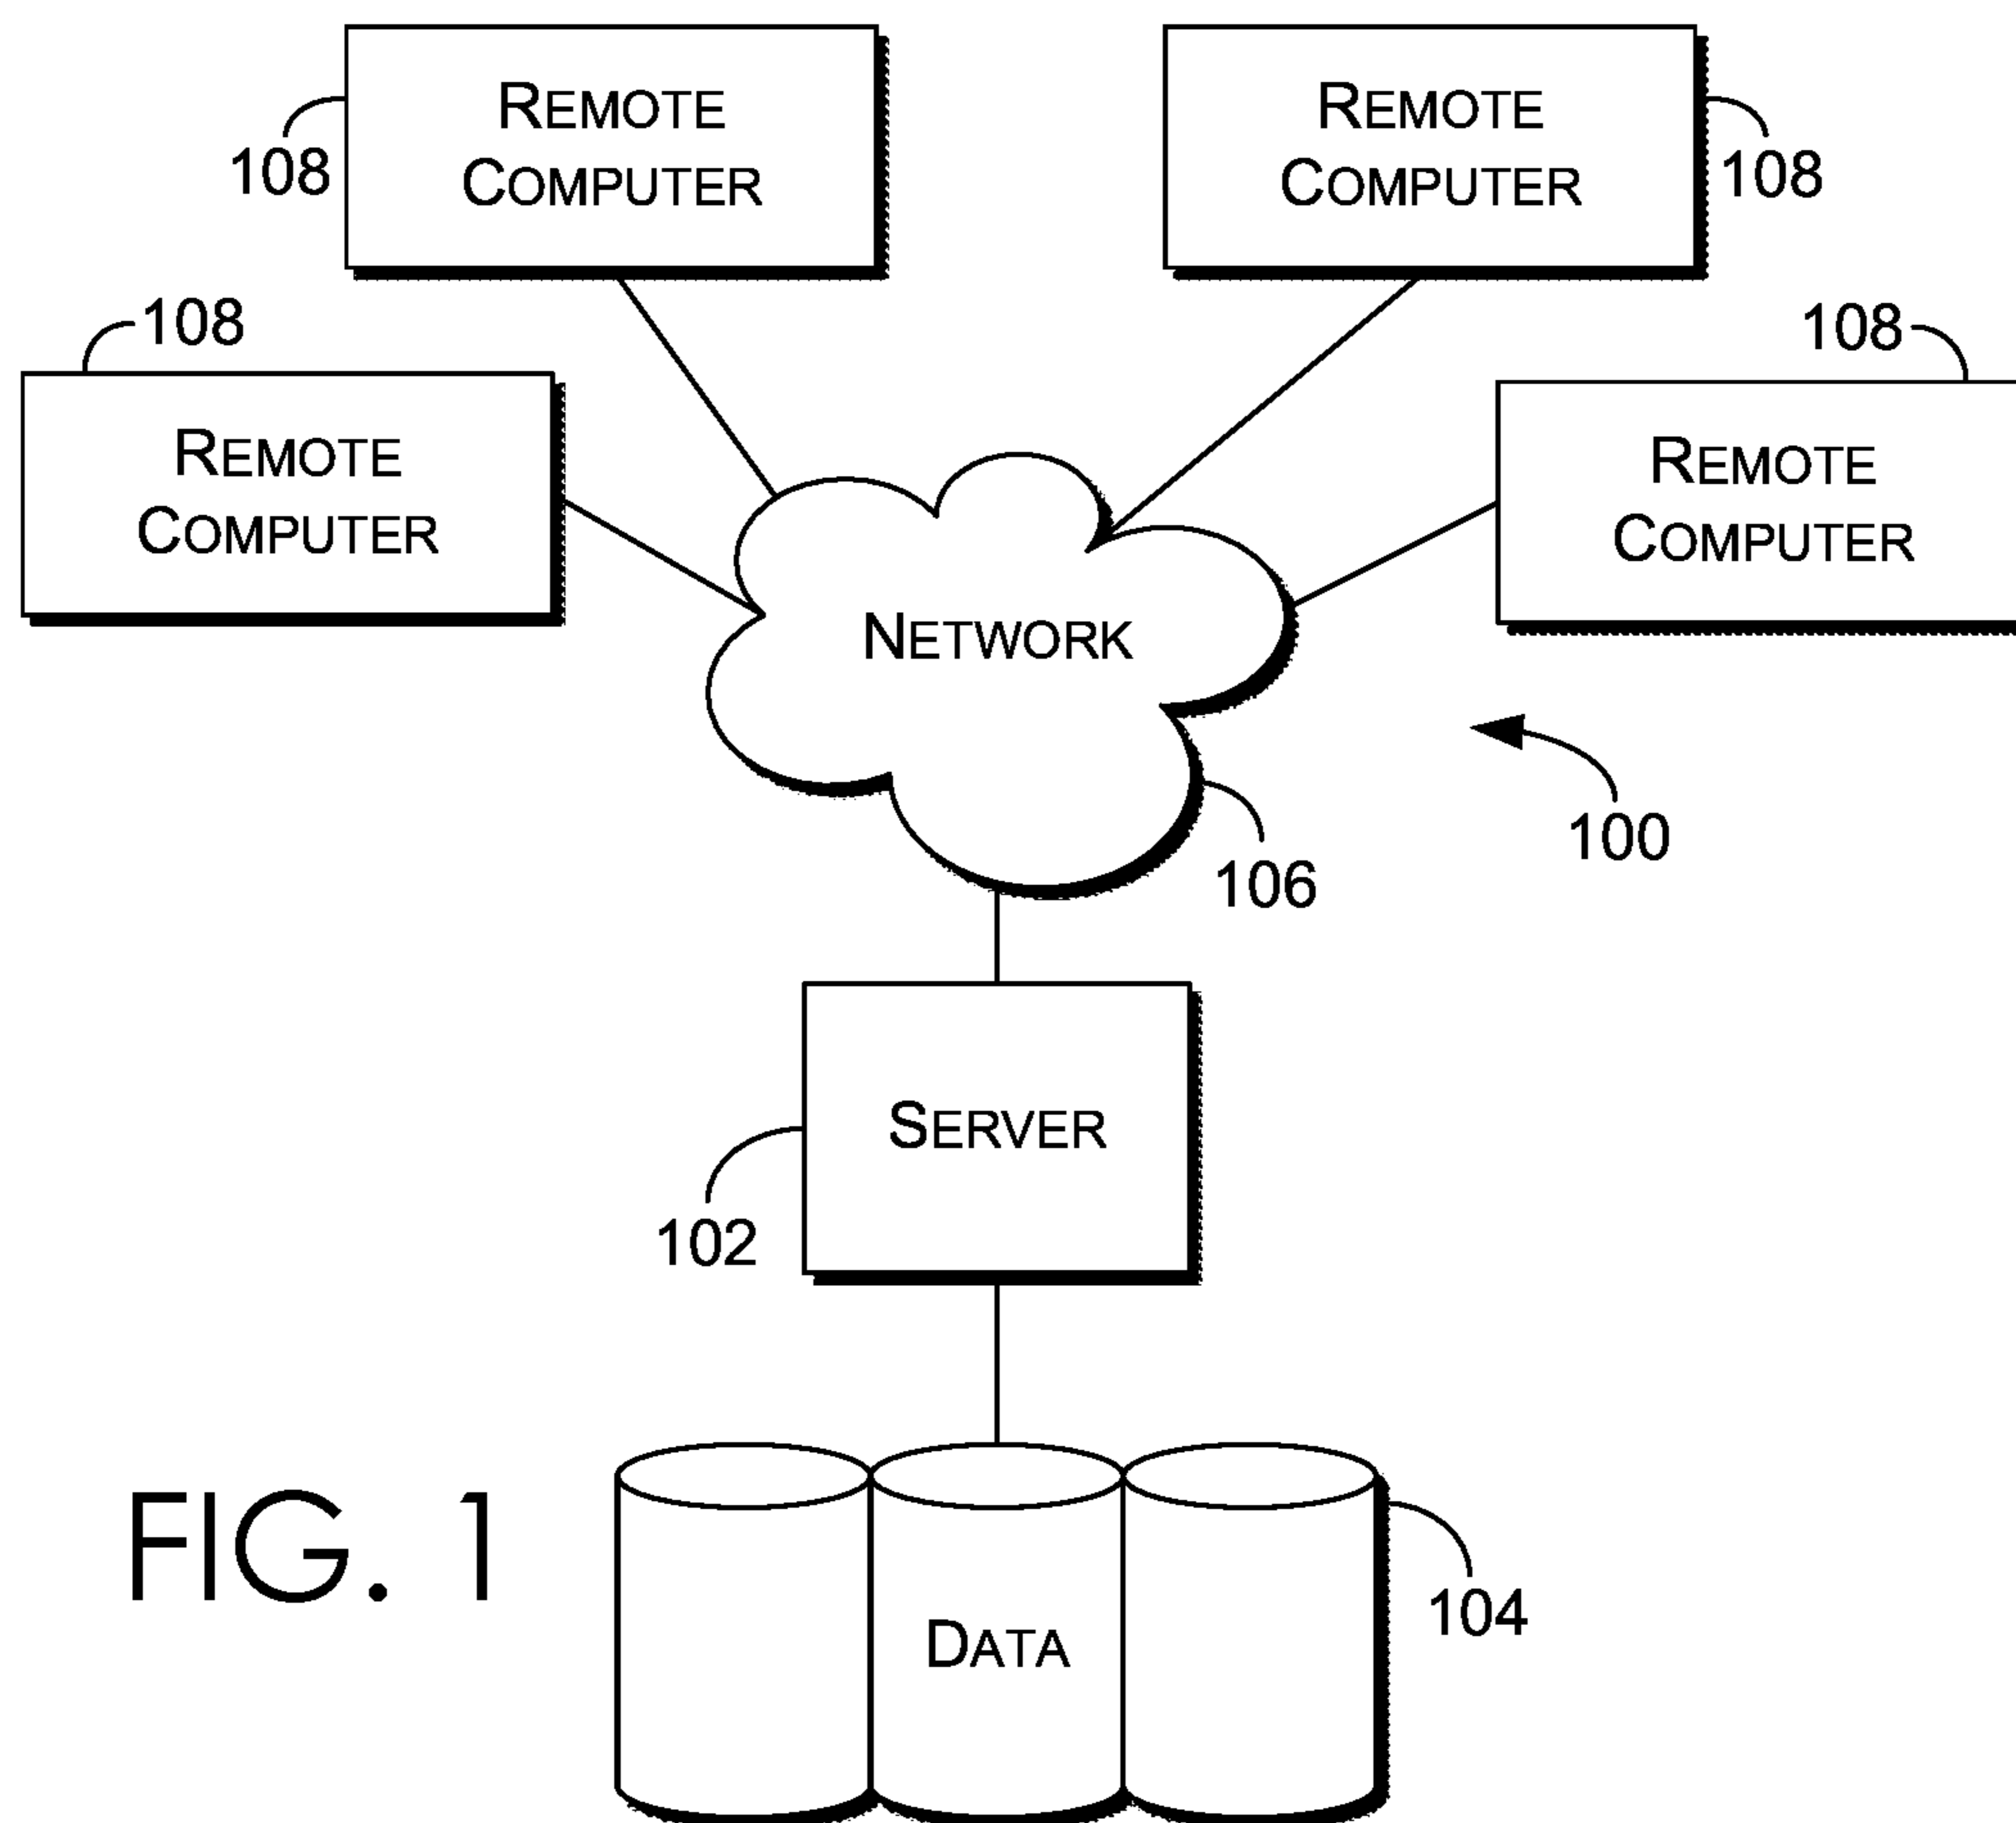 REMOTE
COMPUTER
108
REMOTE
COMPUTER
108
108
REMOTE
COMPUTER
108
REMOTE
COMPUTER
NETWORK
100
106
SERVER
102
FIG. 1
DATA
104